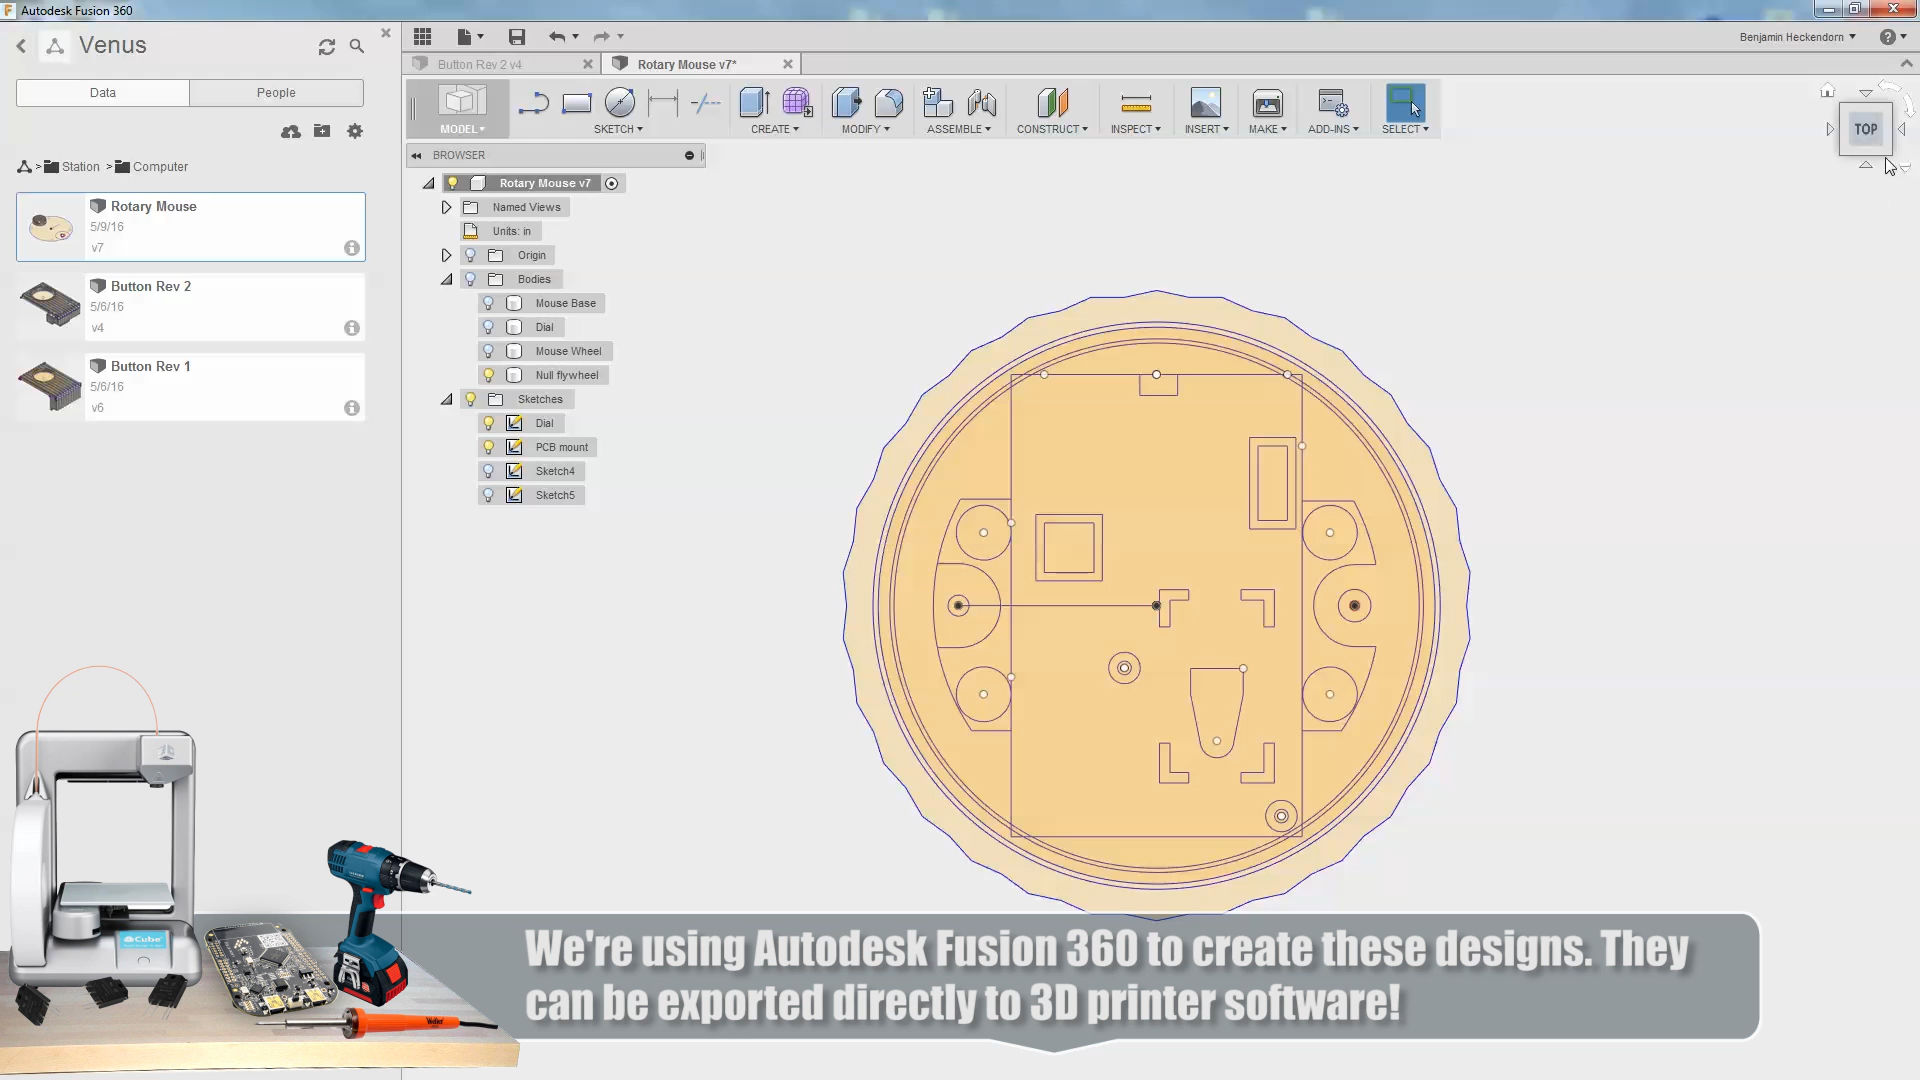 Autodesk Fusion 360
Venus
Data
People
Station > Computer
Rotary Mouse
5/9/16
v7
Button Rev 2
5/6/16
v4
Button Rev 1
5/6/16
v6
Benjamin Heckendorn
Button Rev 2 v4
Rotary Mouse v7*
MODEL
SKETCH
CREATE
MODIFY
ASSEMBLE
CONSTRUCT
INSPECT
INSERT
MAKE
ADD-INS
SELECT
TOP
BROWSER
Rotary Mouse v7
Named Views
Units: in
Origin
Bodies
Mouse Base
Dial
Mouse Wheel
Null flywheel
Sketches
Dial
PCB mount
Sketch4
Sketch5
Cube
We're using Autodesk Fusion 360 to create these designs. They
can be exported directly to 3D printer software!